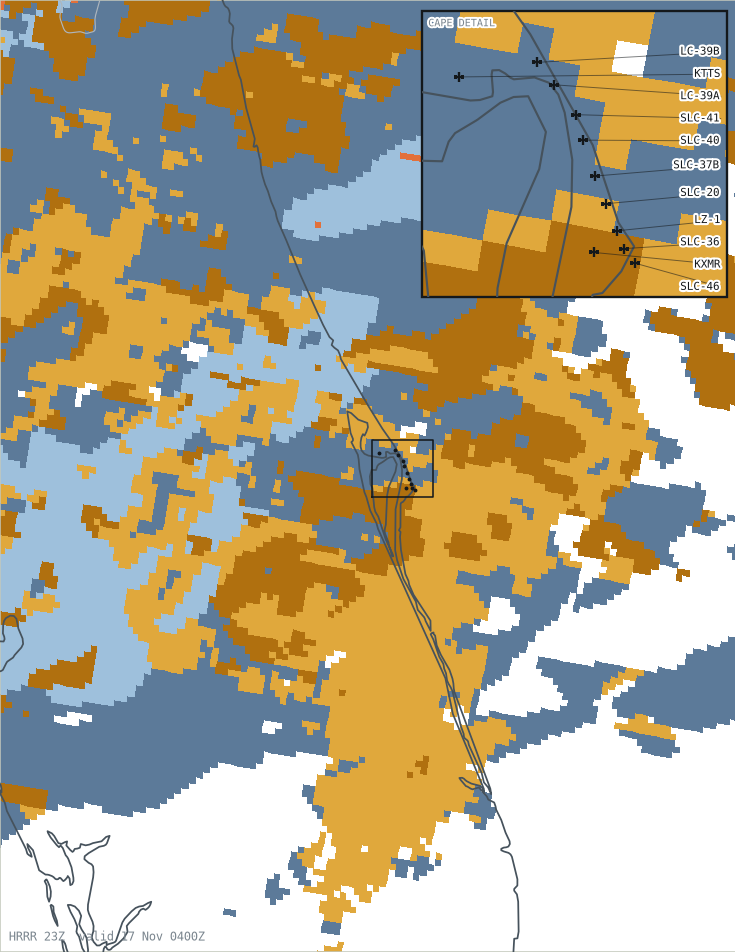 CAPE DETAIL
LC-39B
KTTS
LC-39A
SLC-41
SLC-40
SLC-37B
SLC-20
LZ-1
SLC-36
KXMR
SLC-46
HRRR 23Z valid 17 Nov 0400Z